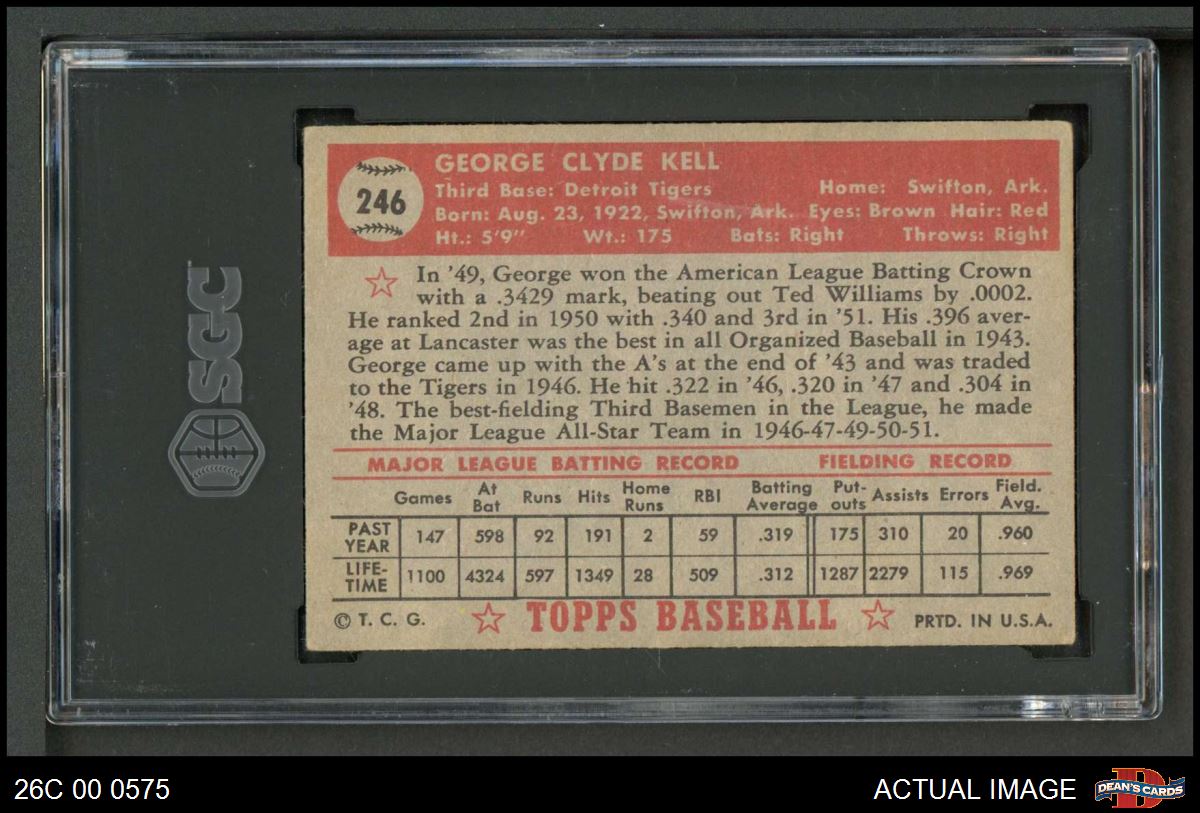 GEORGE CLYDE KELL
246
Third Base: Detroit Tigers Home: Swifton, Ark.
Born: Aug. 23, 1922, Swifton, Ark. Eyes: Brown Hair: Red
Ht.: 5'9" Wt.: 175 Bats: Right Throws: Right
In '49, George won the American League Batting Crown
with a .3429 mark, beating out Ted Williams by .0002.
He ranked 2nd in 1950 with .340 and 3rd in '51. His .396 aver-
age at Lancaster was the best in all Organized Baseball in 1943.
George came up with the A's at the end of '43 and was traded
to the Tigers in 1946. He hit .322 in '46, .320 in '47 and .304 in
'48. The best-fielding Third Basemen in the League, he made
the Major League All-Star Team in 1946-47-49-50-51.
MAJOR LEAGUE BATTING RECORD FIELDING RECORD
Games At Bat Runs Hits Home Runs RBI Batting Average Put-outs Assists Errors Field. Avg.
PAST YEAR 147 598 92 191 2 59 .319 175 310 20 .960
LIFE-TIME 1100 4324 597 1349 28 509 .312 1287 2279 115 .969
© T. C. G. TOPPS BASEBALL PRTD. IN U.S.A.
SGC
26C 00 0575 ACTUAL IMAGE DEAN'S CARDS